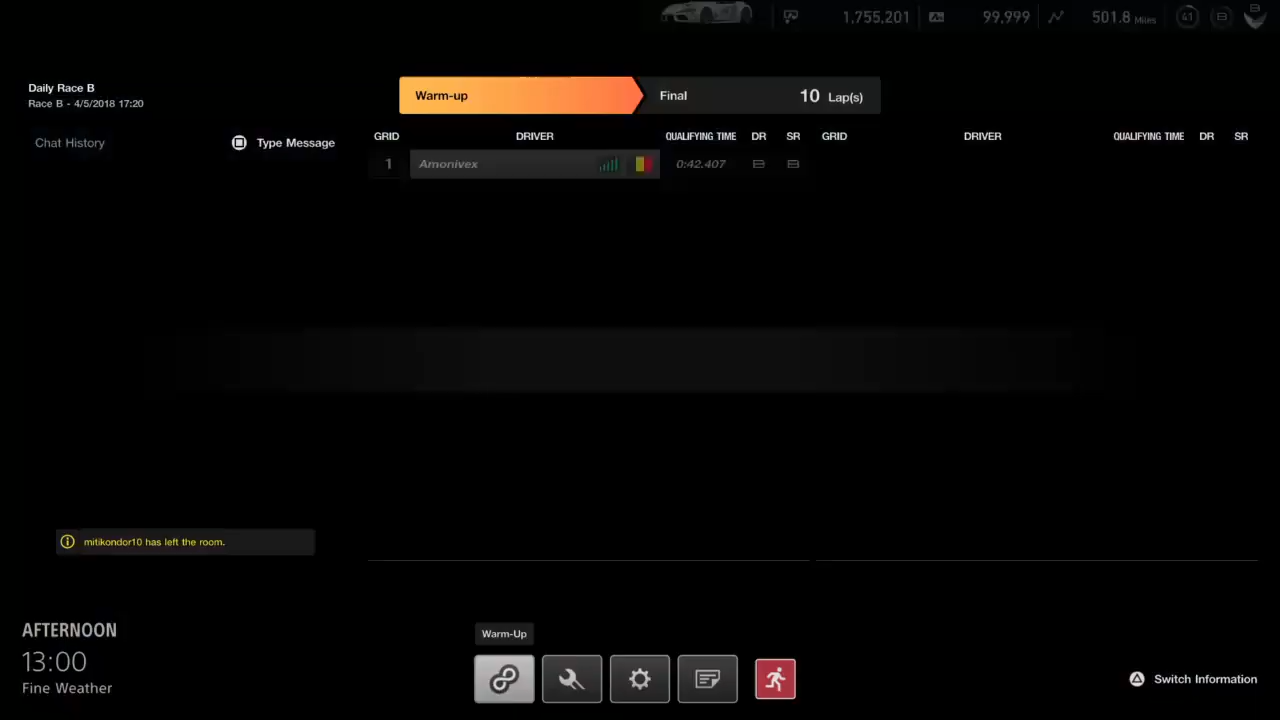 1,755,201 99,999 501.8 Miles 41 B B
Daily Race B
Race B - 4/5/2018 17:20
Warm-up Final 10 Lap(s)
Chat History Type Message
GRID DRIVER QUALIFYING TIME DR SR GRID DRIVER QUALIFYING TIME DR SR
1 Amonivex 0:42.407 B B
mitikondor10 has left the room.
AFTERNOON
13:00
Fine Weather
Warm-Up
Switch Information